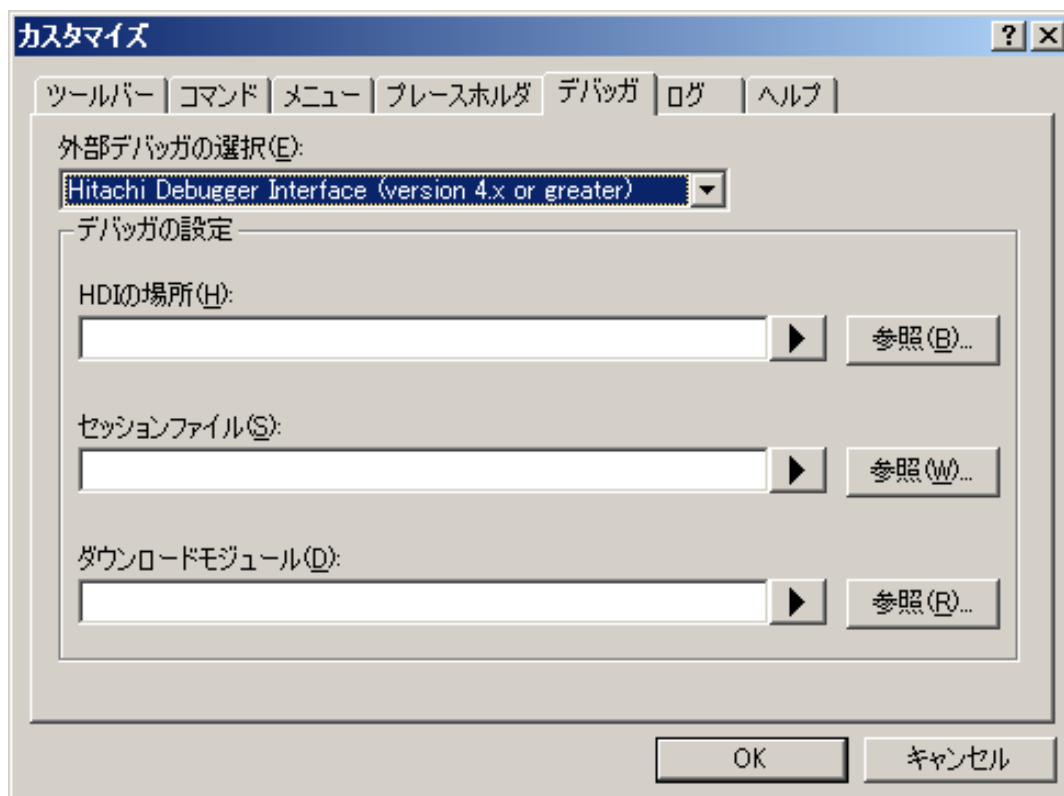 カスタマイズ
ツールバー コマンド メニュー プレースホルダ デバッガ ログ ヘルプ
外部デバッガの選択(E):
Hitachi Debugger Interface (version 4.x or greater)
デバッガの設定
HDIの場所(H):
参照(B)...
セッションファイル(S):
参照(W)...
ダウンロードモジュール(D):
参照(R)...
OK キャンセル